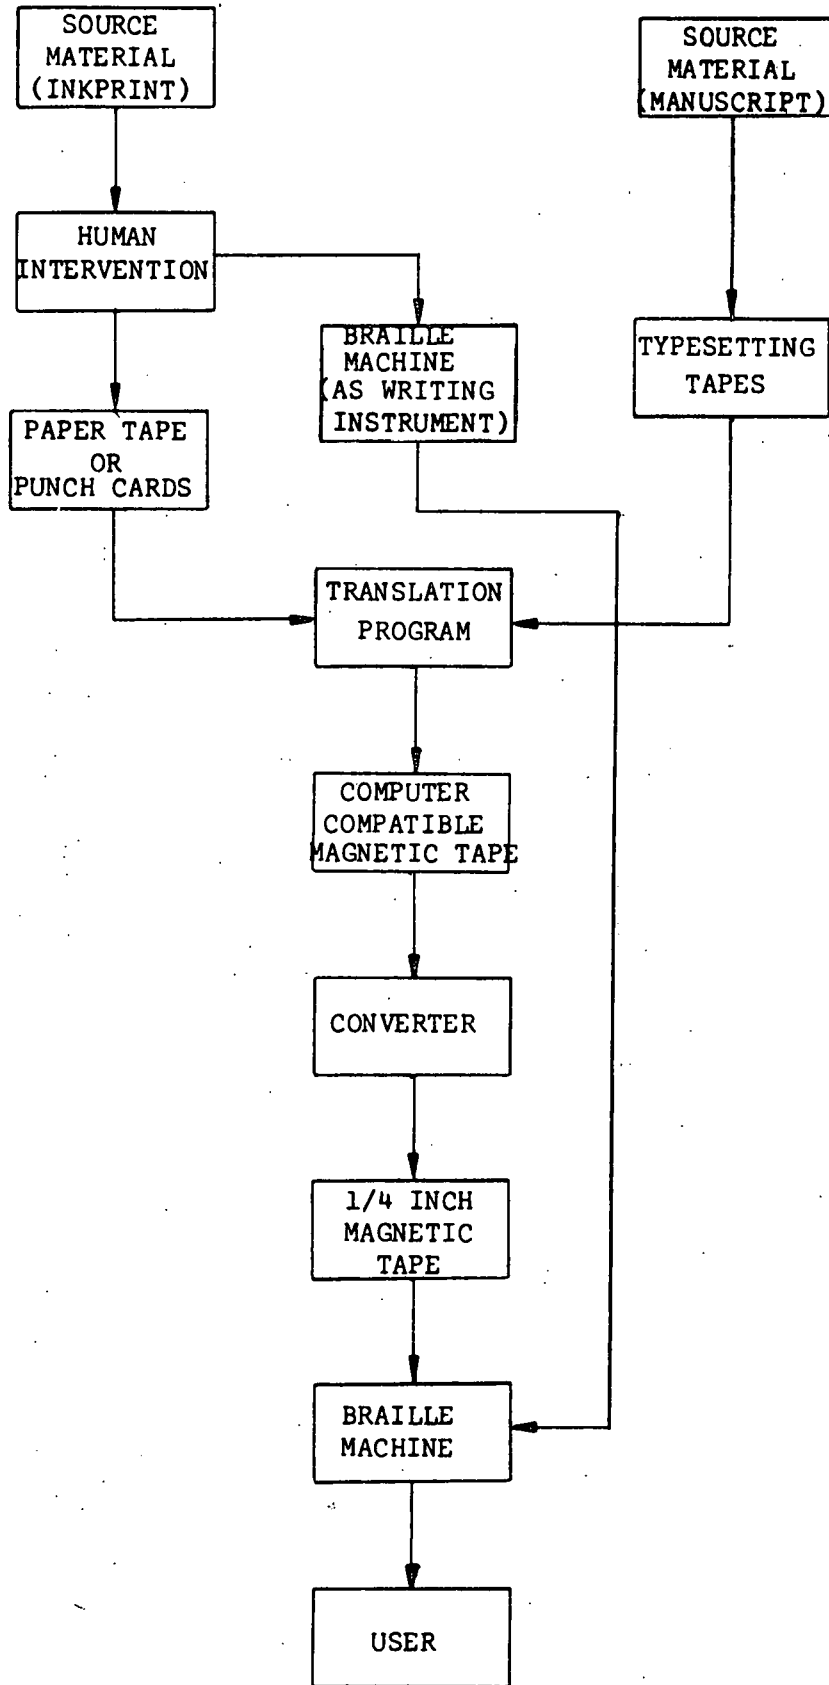 SOURCE
MATERIAL
(INKPRINT)
SOURCE
MATERIAL
(MANUSCRIPT)
HUMAN
INTERVENTION
BRAILLE
MACHINE
(AS WRITING
INSTRUMENT)
TYPESETTING
TAPES
PAPER TAPE
OR
PUNCH CARDS
TRANSLATION
PROGRAM
COMPUTER
COMPATIBLE
MAGNETIC TAPE
CONVERTER
1/4 INCH
MAGNETIC
TAPE
BRAILLE
MACHINE
USER